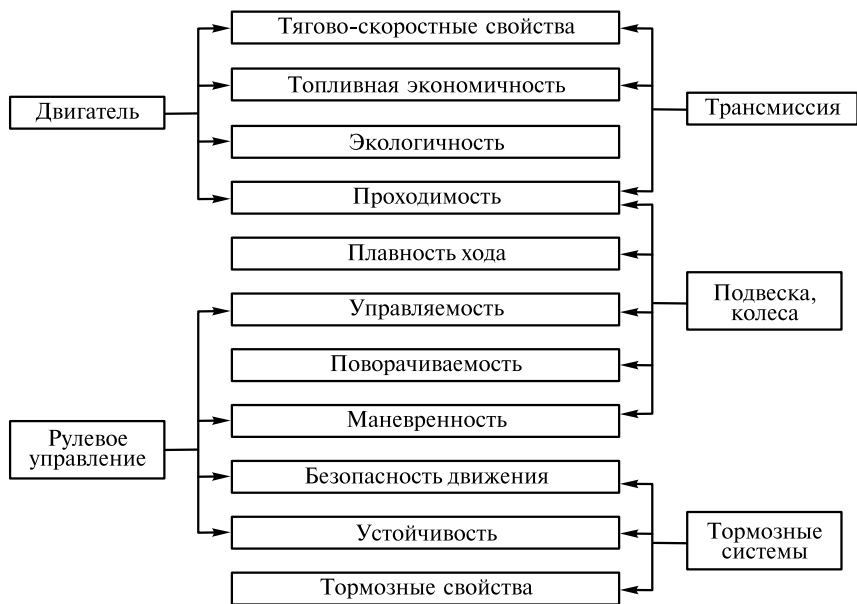 Тягово-скоростные свойства
Топливная экономичность
Двигатель
Трансмиссия
Экологичность
Проходимость
Плавность хода
Управляемость
Подвеска,
колеса
Поворачиваемость
Маневренность
Рулевое
управление
Безопасность движения
Устойчивость
Тормозные
системы
Тормозные свойства